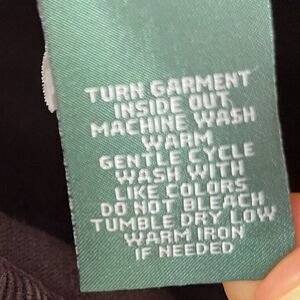 TURN GARMENT
INSIDE OUT
MACHINE WASH
WARM
GENTLE CYCLE
WASH WITH
LIKE COLORS
DO NOT BLEACH
TUMBLE DRY LOW
WARM IRON
IF NEEDED